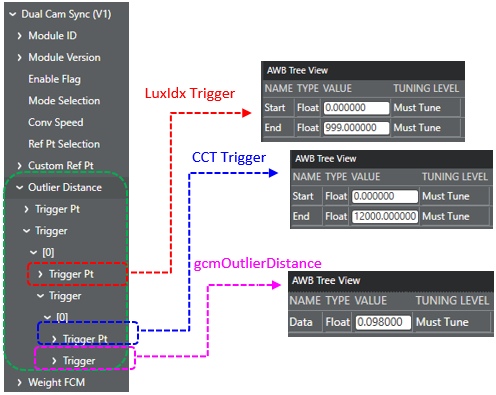 Dual Cam Sync (V1)
Module ID
Module Version
Enable Flag
Mode Selection
Conv Speed
Ref Pt Selection
Custom Ref Pt
Outlier Distance
Trigger Pt
Trigger
[0]
Trigger Pt
Trigger
[0]
Trigger Pt
Trigger
Weight FCM
LuxIdx Trigger
AWB Tree View
NAME TYPE VALUE TUNING LEVEL
Start Float 0.000000 Must Tune
End Float 999.000000 Must Tune
CCT Trigger
AWB Tree View
NAME TYPE VALUE TUNING LEVEL
Start Float 0.000000 Must Tune
End Float 12000.000000 Must Tune
gcmOutlierDistance
AWB Tree View
NAME TYPE VALUE TUNING LEVEL
Data Float 0.098000 Must Tune